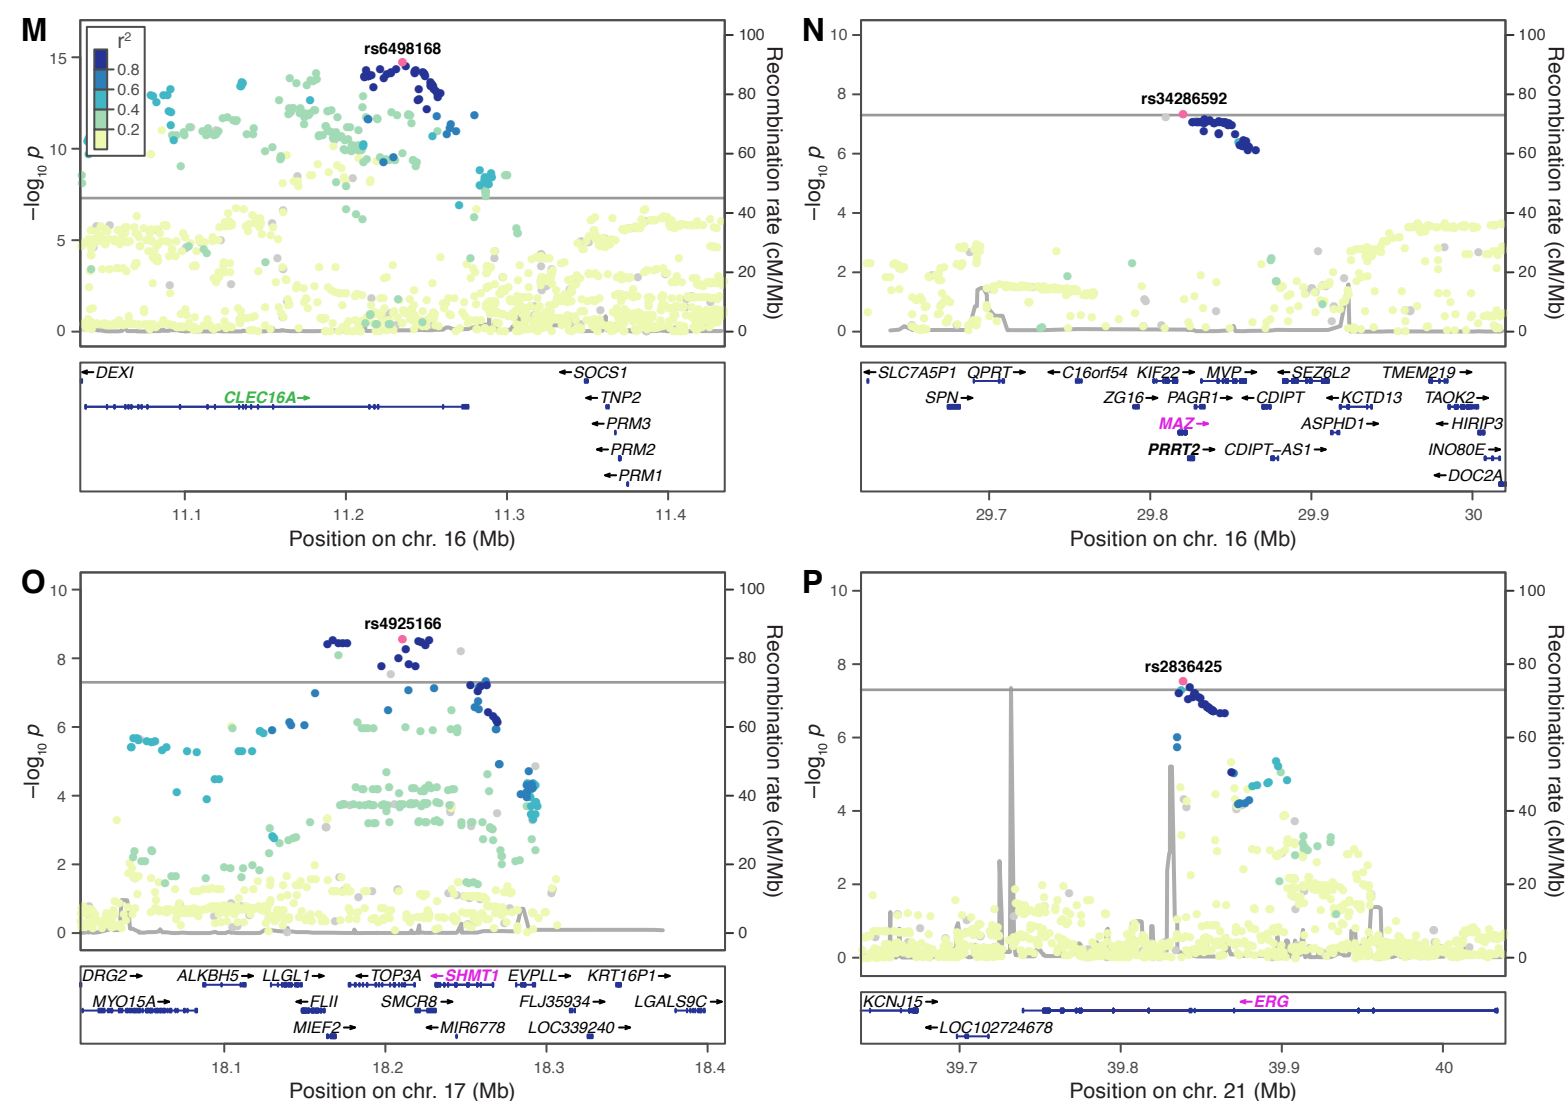 M
r²
0.8
0.6
0.4
0.2
rs6498168
15
10
5
0
−log₁₀ p
100
80
60
40
20
0
Recombination rate (cM/Mb)
DEXI
SOCS1
CLEC16A
TNP2
PRM3
PRM2
PRM1
11.1 11.2 11.3 11.4
Position on chr. 16 (Mb)
N
rs34286592
10
8
6
4
2
0
−log₁₀ p
100
80
60
40
20
0
Recombination rate (cM/Mb)
SLC7A5P1 QPRT C16orf54 KIF22 MVP SEZ6L2 TMEM219
SPN ZG16 PAGR1 CDIPT KCTD13 TAOK2
MAZ ASPHD1 HIRIP3
PRRT2 CDIPT−AS1 INO80E
DOC2A
29.7 29.8 29.9 30
Position on chr. 16 (Mb)
O
rs4925166
10
8
6
4
2
0
−log₁₀ p
100
80
60
40
20
0
Recombination rate (cM/Mb)
DRG2 ALKBH5 LLGL1 TOP3A SHMT1 EVPLL KRT16P1
MYO15A FLII SMCR8 FLJ35934 LGALS9C
MIEF2 MIR6778 LOC339240
18.1 18.2 18.3 18.4
Position on chr. 17 (Mb)
P
rs2836425
10
8
6
4
2
0
−log₁₀ p
100
80
60
40
20
0
Recombination rate (cM/Mb)
KCNJ15 ERG
LOC102724678
39.7 39.8 39.9 40
Position on chr. 21 (Mb)